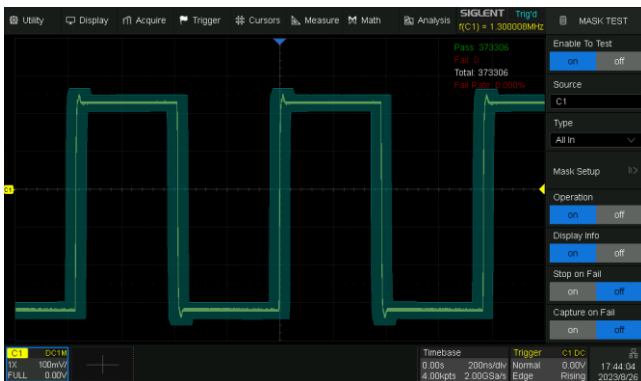 Utility Display Acquire Trigger Cursors Measure Math Analysis
SIGLENT Trig'd
f(C1) = 1.300008MHz
MASK TEST
Pass: 373306
Fail: 0
Total: 373306
Fail Rate: 0.000%
Enable To Test
on off
Source
C1
Type
All In
Mask Setup
Operation
on off
Display Info
on off
Stop on Fail
on off
Capture on Fail
on off
C1
C1 DC1M
1X 100mV/
FULL 0.00V
Timebase
0.00s 200ns/div
4.00kpts 2.00GSa/s
Trigger C1 DC
Normal 0.00V
Edge Rising
17:44:04
2023/8/26